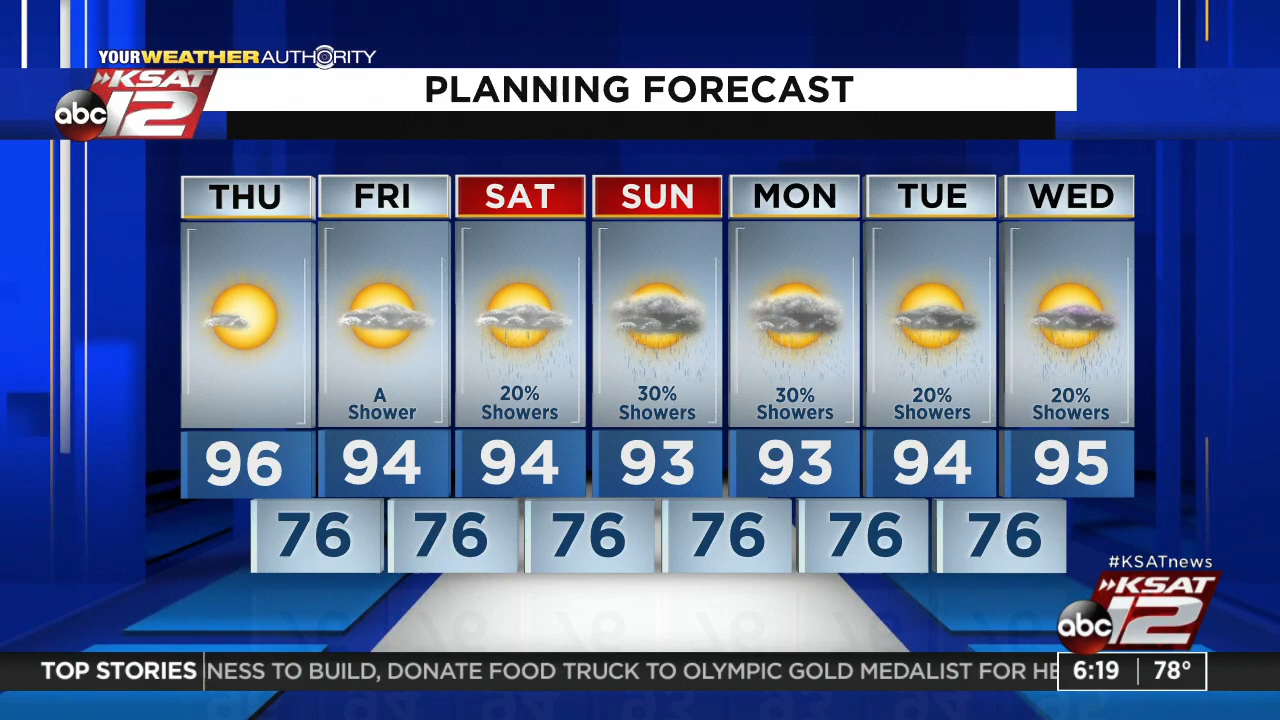 YOUR WEATHER AUTHORITY
KSAT
abc 12
PLANNING FORECAST
THU FRI SAT SUN MON TUE WED
A Shower
20% Showers
30% Showers
30% Showers
20% Showers
20% Showers
96 94 94 93 93 94 95
76 76 76 76 76 76
#KSATnews
KSAT
abc 12
TOP STORIES NESS TO BUILD, DONATE FOOD TRUCK TO OLYMPIC GOLD MEDALIST FOR HE 6:19 78°